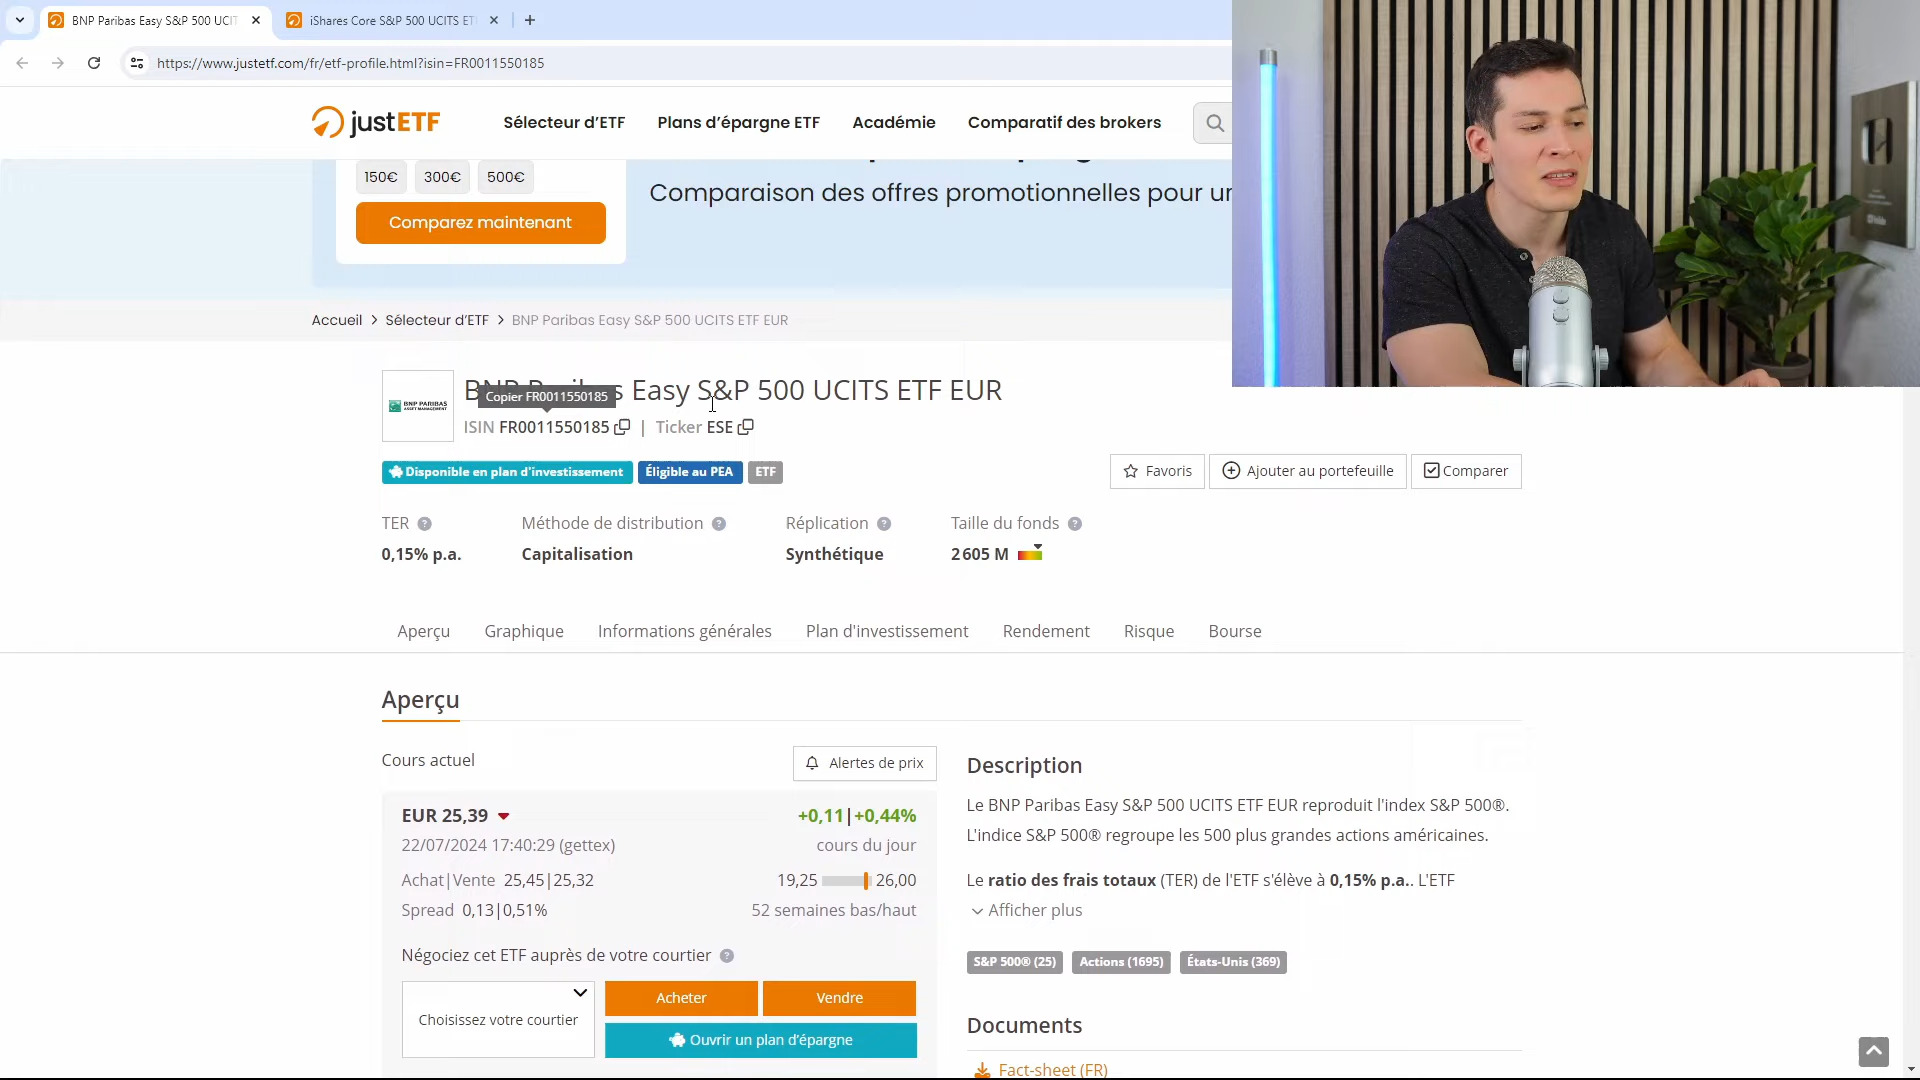 BNP Paribas Easy S&P 500 UCIT
iShares Core S&P 500 UCITS ET
https://www.justetf.com/fr/etf-profile.html?isin=FR0011550185
justETF
Sélecteur d'ETF
Plans d'épargne ETF
Académie
Comparatif des brokers
150€
300€
500€
Comparez maintenant
Comparaison des offres promotionnelles pour
Accueil > Sélecteur d'ETF > BNP Paribas Easy S&P 500 UCITS ETF EUR
BNP PARIBAS
ASSET MANAGEMENT
Easy S&P 500 UCITS ETF EUR
Copier FR0011550185
ISIN FR0011550185 | Ticker ESE
Disponible en plan d'investissement
Éligible au PEA
ETF
Favoris
Ajouter au portefeuille
Comparer
TER ?
Méthode de distribution ?
Réplication ?
Taille du fonds ?
0,15% p.a.
Capitalisation
Synthétique
2 605 M
Aperçu
Graphique
Informations générales
Plan d'investissement
Rendement
Risque
Bourse
Aperçu
Cours actuel
Alertes de prix
EUR 25,39
+0,11|+0,44%
22/07/2024 17:40:29 (gettex)
cours du jour
Achat|Vente 25,45|25,32
19,25
26,00
Spread 0,13|0,51%
52 semaines bas/haut
Négociez cet ETF auprès de votre courtier ?
Choisissez votre courtier
Acheter
Vendre
Ouvrir un plan d'épargne
Description
Le BNP Paribas Easy S&P 500 UCITS ETF EUR reproduit l'index S&P 500®.
L'indice S&P 500® regroupe les 500 plus grandes actions américaines.
Le ratio des frais totaux (TER) de l'ETF s'élève à 0,15% p.a.. L'ETF
Afficher plus
S&P 500® (25)
Actions (1695)
États-Unis (369)
Documents
Fact-sheet (FR)